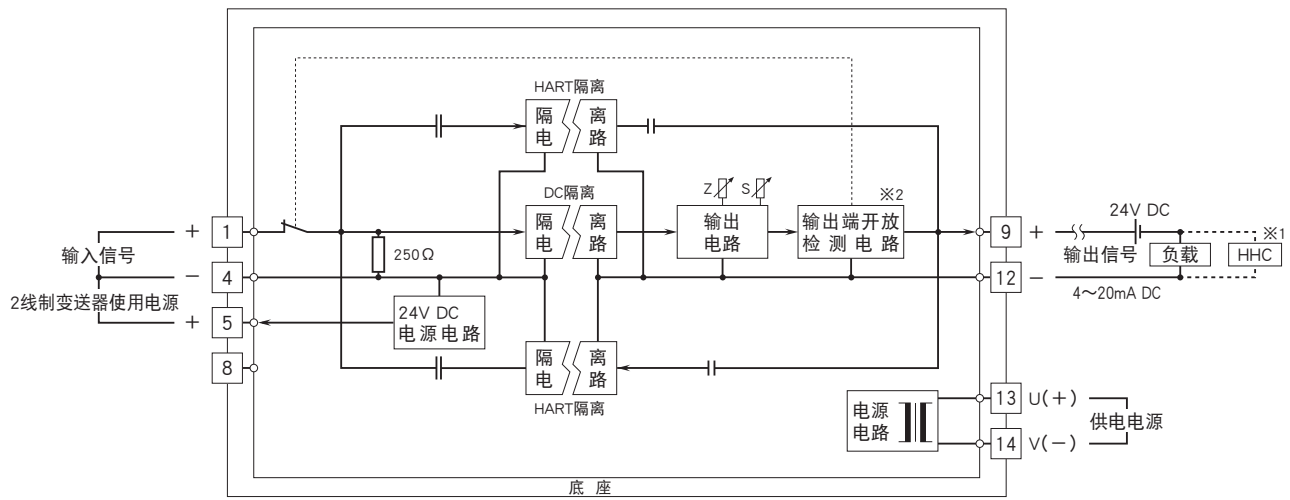 HART隔离
隔电 离路
DC隔离
Z S
※2
隔电 离路
输出电路
输出端开放检测电路
24V DC
※1
+ 1
9 +
输入信号
250Ω
输出信号
负载
HHC
− 4
12 −
4～20mA DC
2线制变送器使用电源
+ 5
24V DC
电源电路
8
隔电 离路
HART隔离
电源电路
13 U(+)
供电电源
14 V(−)
底 座